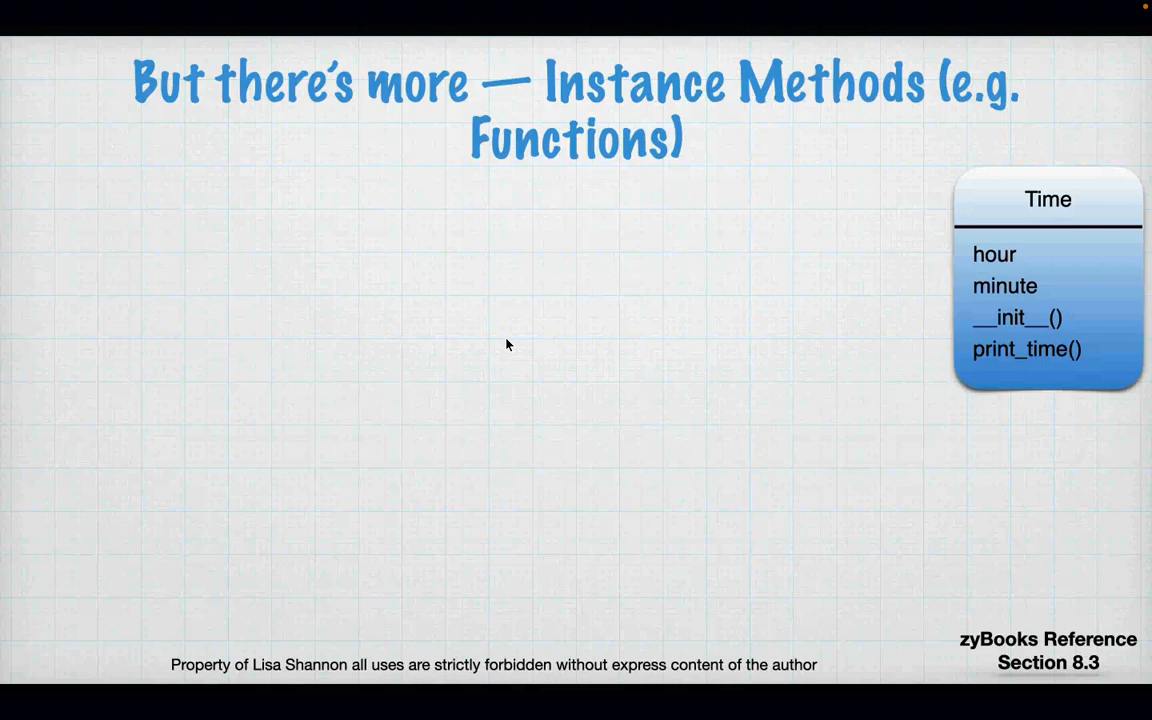 But there's more — Instance Methods (e.g.
Functions)
Time
hour
minute
__init__()
print_time()
zyBooks Reference
Section 8.3
Property of Lisa Shannon all uses are strictly forbidden without express content of the author